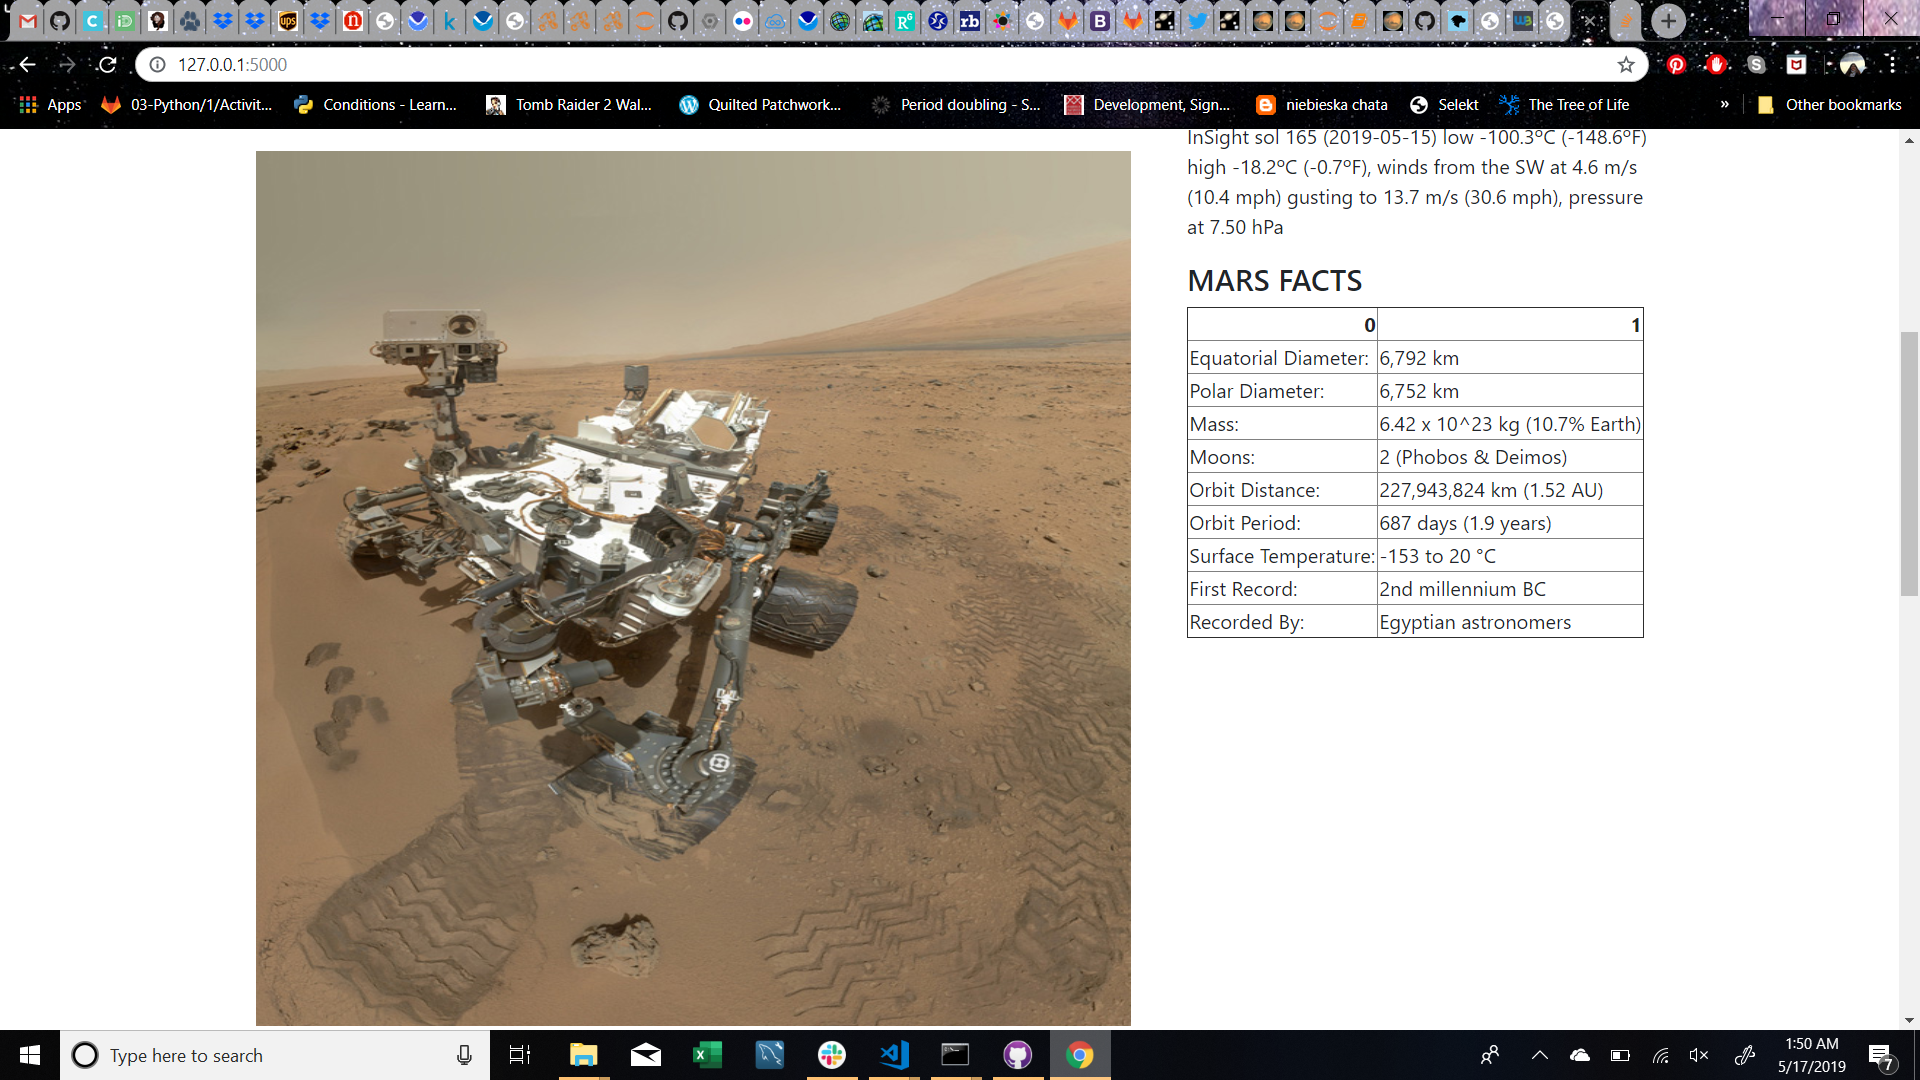 127.0.0.1:5000
Apps 03-Python/1/Activit... Conditions - Learn... Tomb Raider 2 Wal... Quilted Patchwork... Period doubling - S... Development, Sign... niebieska chata Selekt The Tree of Life » Other bookmarks
InSight sol 165 (2019-05-15) low -100.3ºC (-148.6ºF)
high -18.2ºC (-0.7ºF), winds from the SW at 4.6 m/s
(10.4 mph) gusting to 13.7 m/s (30.6 mph), pressure
at 7.50 hPa
MARS FACTS
0 1
Equatorial Diameter: 6,792 km
Polar Diameter: 6,752 km
Mass: 6.42 x 10^23 kg (10.7% Earth)
Moons: 2 (Phobos & Deimos)
Orbit Distance: 227,943,824 km (1.52 AU)
Orbit Period: 687 days (1.9 years)
Surface Temperature: -153 to 20 °C
First Record: 2nd millennium BC
Recorded By: Egyptian astronomers
Type here to search
1:50 AM
5/17/2019
7